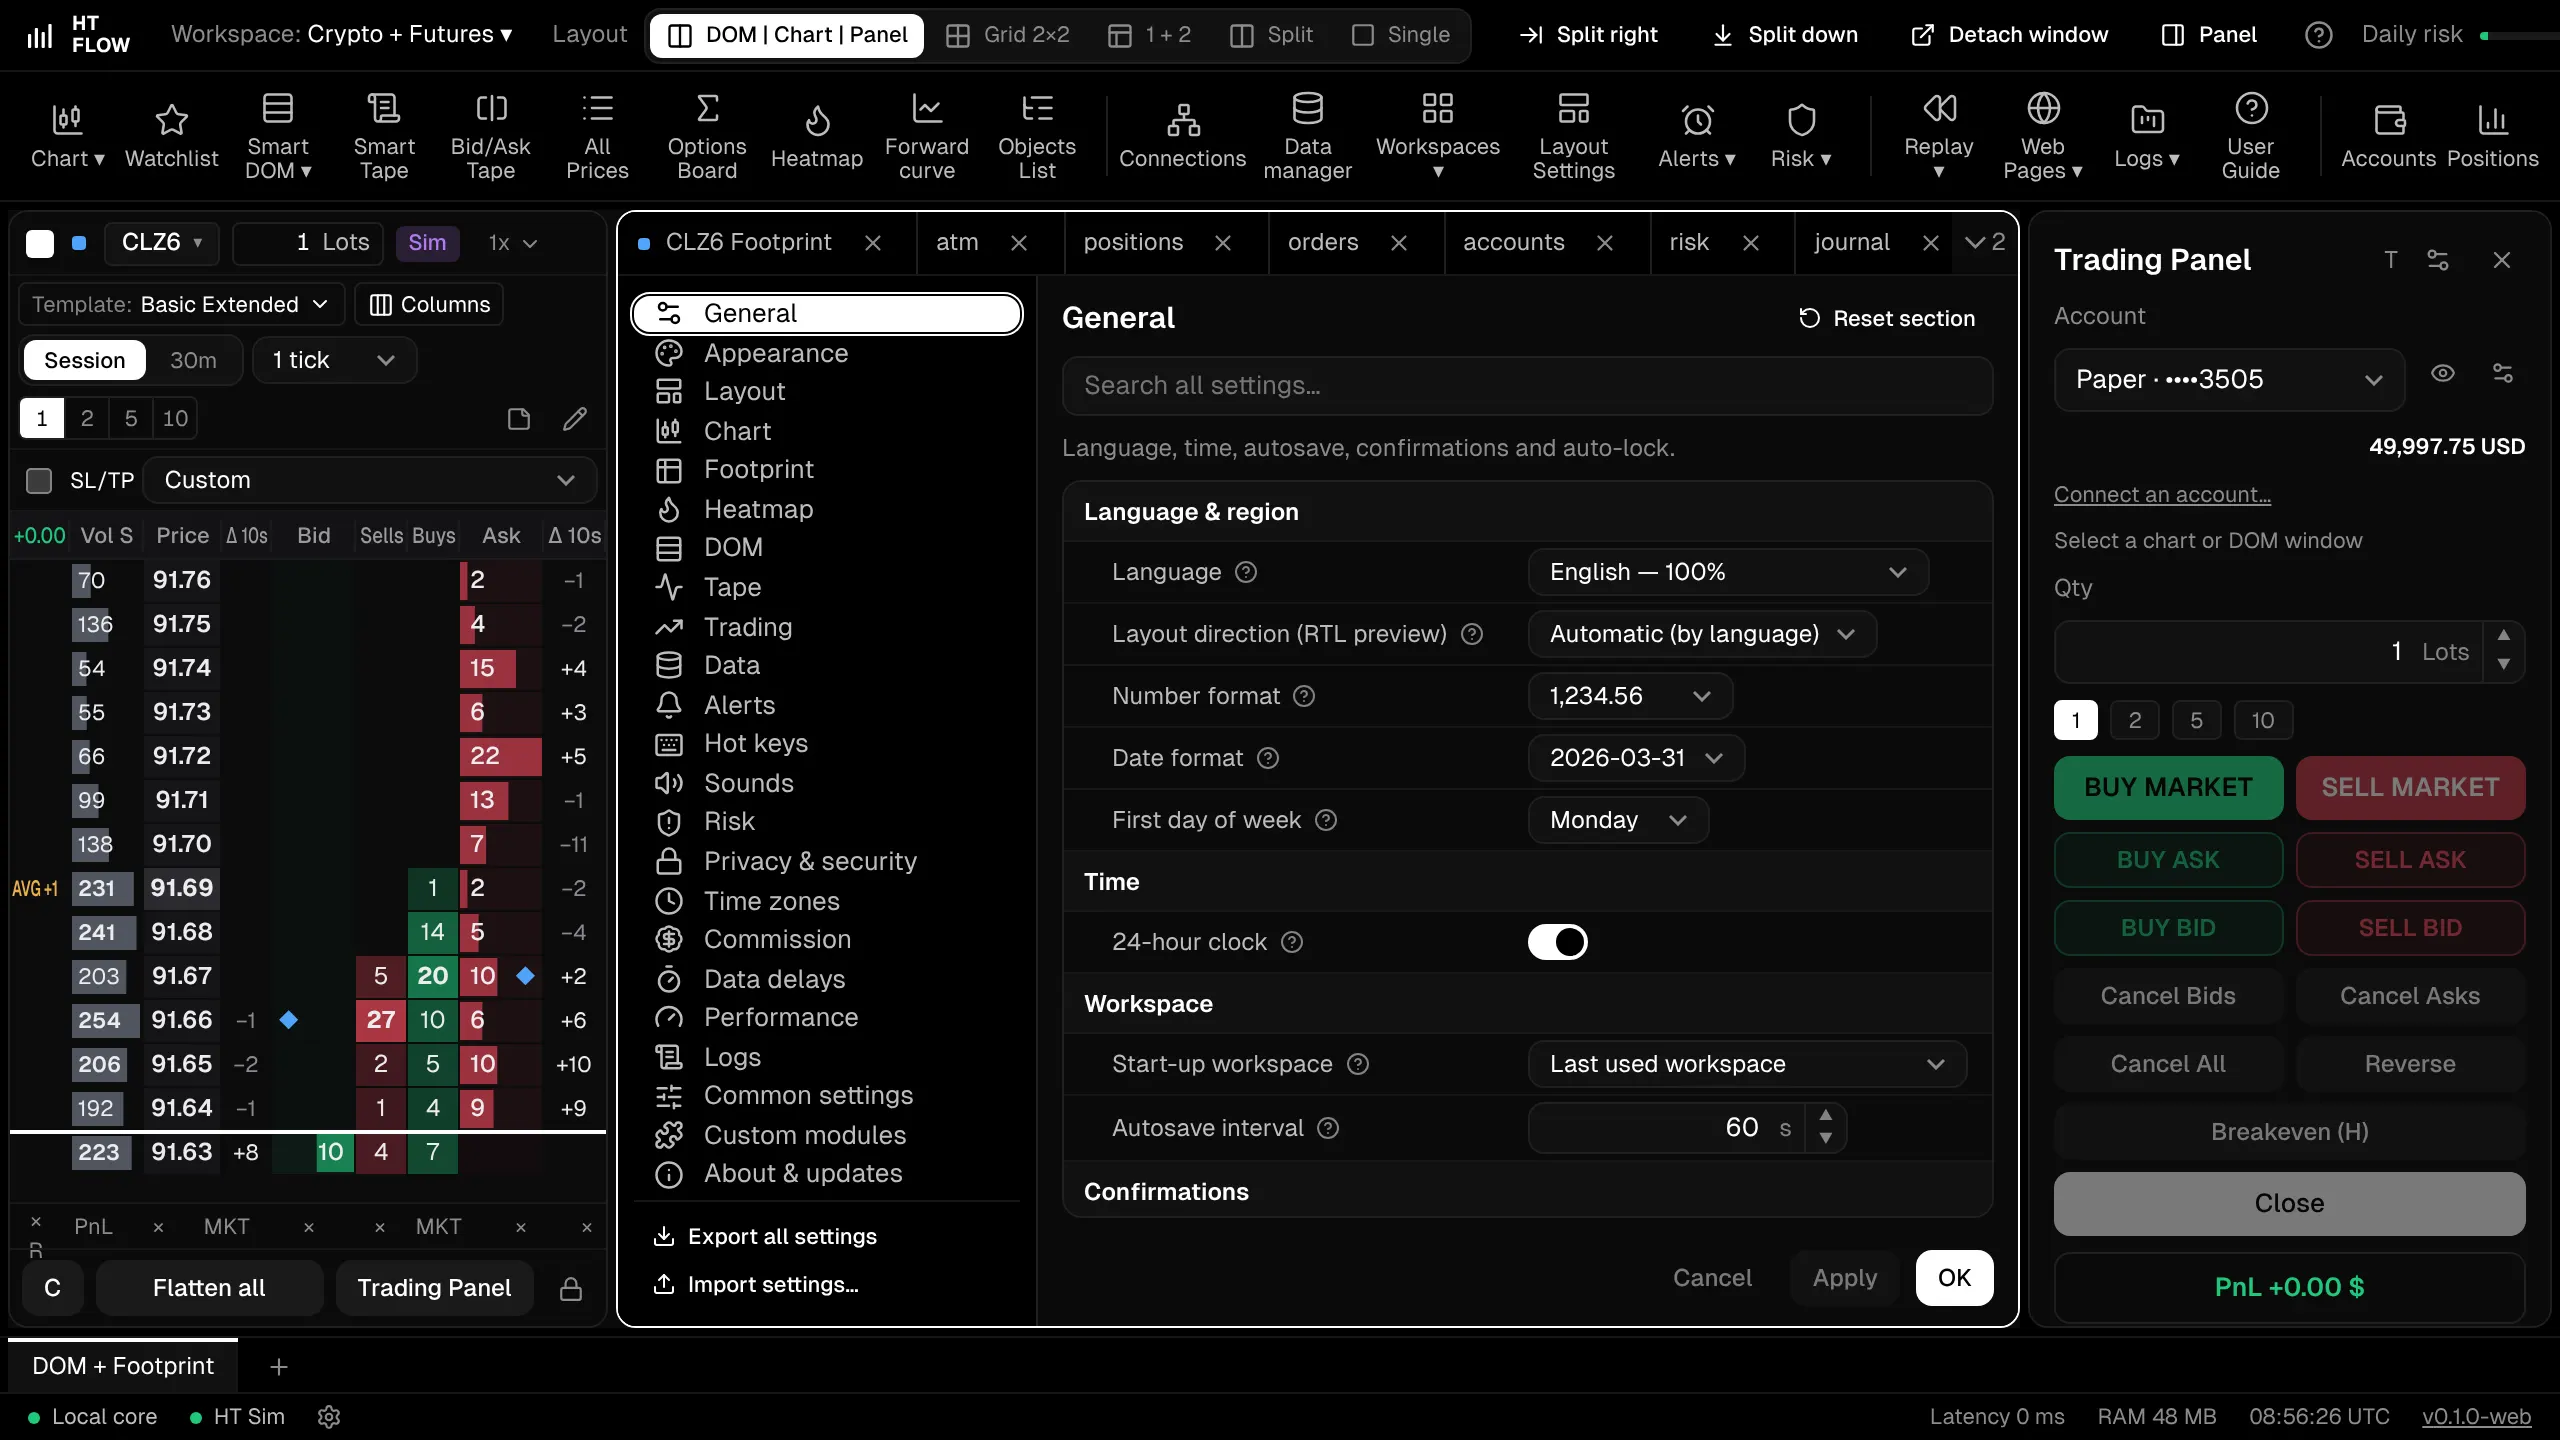 HT FLOW
Workspace: Crypto + Futures ▾
Layout
DOM | Chart | Panel
Grid 2×2
1 + 2
Split
Single
Split right
Split down
Detach window
Panel
Daily risk
Chart ▾
Watchlist
Smart DOM ▾
Smart Tape
Bid/Ask Tape
All Prices
Options Board
Heatmap
Forward curve
Objects List
Connections
Data manager
Workspaces ▾
Layout Settings
Alerts ▾
Risk ▾
Replay ▾
Web Pages ▾
Logs ▾
User Guide
Accounts
Positions
CLZ6 ▾
1 Lots
Sim
1x
Template: Basic Extended
Columns
Session
30m
1 tick
1 2 5 10
SL/TP
Custom
+0.00 Vol S Price Δ 10s Bid Sells Buys Ask Δ 10s
70 91.76 2 −1
136 91.75 4 −2
54 91.74 15 +4
55 91.73 6 +3
66 91.72 22 +5
99 91.71 13 −1
138 91.70 7 −11
AVG +1 231 91.69 1 2 −2
241 91.68 14 5 −4
203 91.67 5 20 10 +2
254 91.66 −1 27 10 6 +6
206 91.65 −2 2 5 10 +10
192 91.64 −1 1 4 9 +9
223 91.63 +8 10 4 7
× PnL × MKT × × MKT × ×
C
Flatten all
Trading Panel
CLZ6 Footprint
atm
positions
orders
accounts
risk
journal
2
General
Appearance
Layout
Chart
Footprint
Heatmap
DOM
Tape
Trading
Data
Alerts
Hot keys
Sounds
Risk
Privacy & security
Time zones
Commission
Data delays
Performance
Logs
Common settings
Custom modules
About & updates
Export all settings
Import settings…
General
Reset section
Search all settings…
Language, time, autosave, confirmations and auto-lock.
Language & region
Language
English — 100%
Layout direction (RTL preview)
Automatic (by language)
Number format
1,234.56
Date format
2026-03-31
First day of week
Monday
Time
24-hour clock
Workspace
Start-up workspace
Last used workspace
Autosave interval
60 s
Confirmations
Cancel
Apply
OK
Trading Panel
T
Account
Paper · ••••3505
49,997.75 USD
Connect an account…
Select a chart or DOM window
Qty
1 Lots
1 2 5 10
BUY MARKET
SELL MARKET
BUY ASK
SELL ASK
BUY BID
SELL BID
Cancel Bids
Cancel Asks
Cancel All
Reverse
Breakeven (H)
Close
PnL +0.00 $
DOM + Footprint
+
Local core
HT Sim
Latency 0 ms
RAM 48 MB
08:56:26 UTC
v0.1.0-web